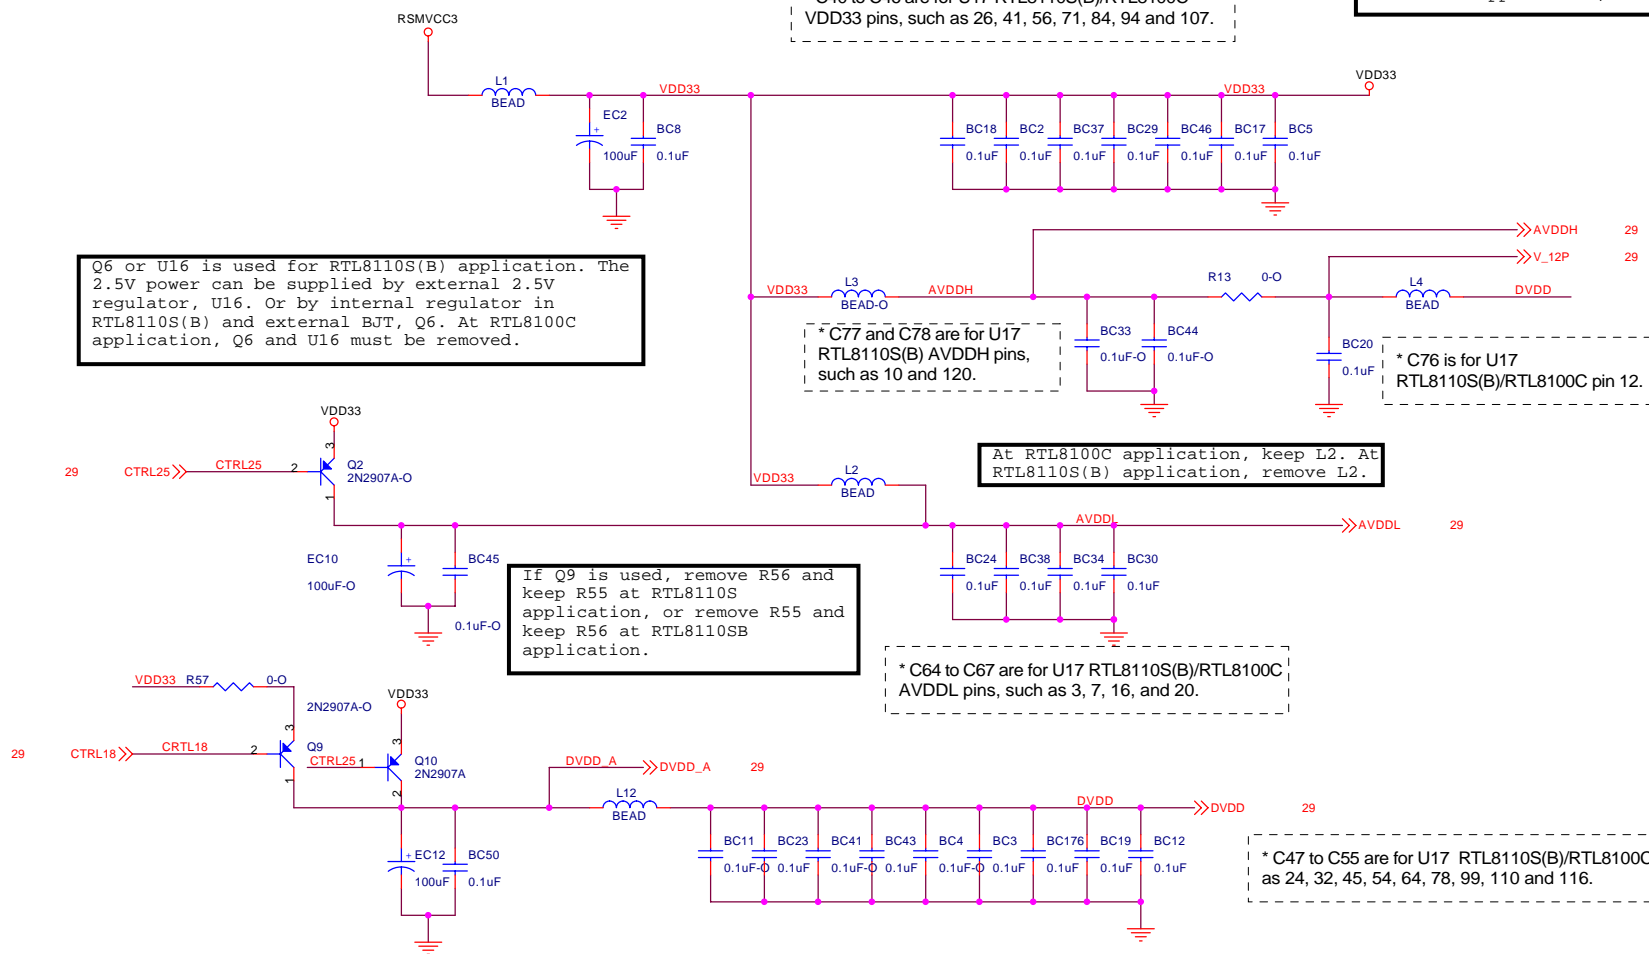 VDD33 pins, such as 26, 41, 56, 71, 84, 94 and 107.
RSMVCC3
L1
BEAD
VDD33
VDD33
VDD33
EC2
100uF
BC8
0.1uF
BC18
0.1uF
BC2
0.1uF
BC37
0.1uF
BC29
0.1uF
BC46
0.1uF
BC17
0.1uF
BC5
0.1uF
AVDDH 29
V_12P 29
Q6 or U16 is used for RTL8110S(B) application. The
2.5V power can be supplied by external 2.5V
regulator, U16. Or by internal regulator in
RTL8110S(B) and external BJT, Q6. At RTL8100C
application, Q6 and U16 must be removed.
VDD33
L3
BEAD-O
AVDDH
R13 0-O
L4
BEAD
DVDD
* C77 and C78 are for U17
RTL8110S(B) AVDDH pins,
such as 10 and 120.
BC33
0.1uF-O
BC44
0.1uF-O
BC20
0.1uF
* C76 is for U17
RTL8110S(B)/RTL8100C pin 12.
VDD33
3
29 CTRL25 CTRL25 2
Q2
2N2907A-O
1
VDD33
L2
BEAD
At RTL8100C application, keep L2. At
RTL8110S(B) application, remove L2.
AVDDL
AVDDL 29
EC10
100uF-O
BC45
0.1uF-O
If Q9 is used, remove R56 and
keep R55 at RTL8110S
application, or remove R55 and
keep R56 at RTL8110SB
application.
BC24
0.1uF
BC38
0.1uF
BC34
0.1uF
BC30
0.1uF
* C64 to C67 are for U17 RTL8110S(B)/RTL8100C
AVDDL pins, such as 3, 7, 16, and 20.
VDD33 R57 0-O
2N2907A-O
VDD33
3
29 CTRL18 CRTL18 2
Q9
1
CTRL25 1
3
Q10
2N2907A
2
DVDD_A
DVDD_A 29
L12
BEAD
DVDD
DVDD 29
EC12
100uF
BC50
0.1uF
BC11
0.1uF-O
BC23
0.1uF
BC41
0.1uF-O
BC43
0.1uF
BC4
0.1uF-O
BC3
0.1uF
BC176
0.1uF
BC19
0.1uF
BC12
0.1uF
* C47 to C55 are for U17 RTL8110S(B)/RTL8100C
as 24, 32, 45, 54, 64, 78, 99, 110 and 116.